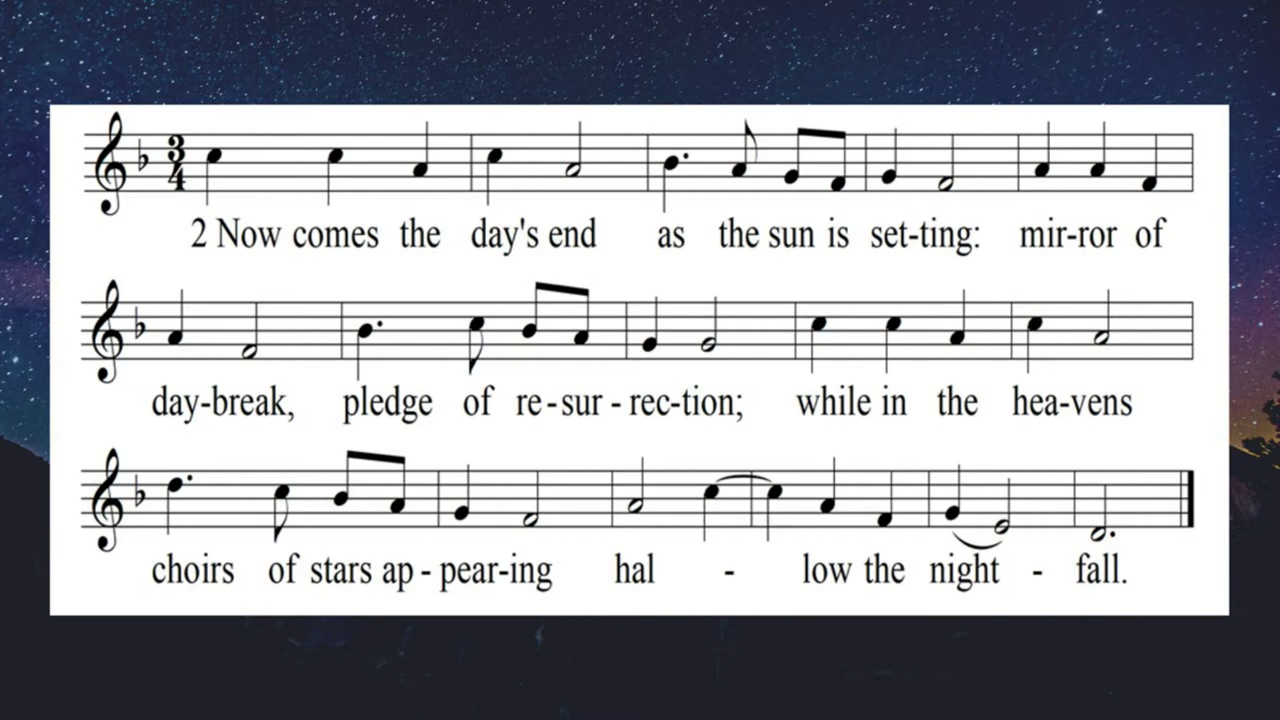 2 Now comes the day's end as the sun is set-ting: mir-ror of
day-break, pledge of re-sur-rec-tion; while in the hea-vens
choirs of stars ap-pear-ing hal - low the night - fall.